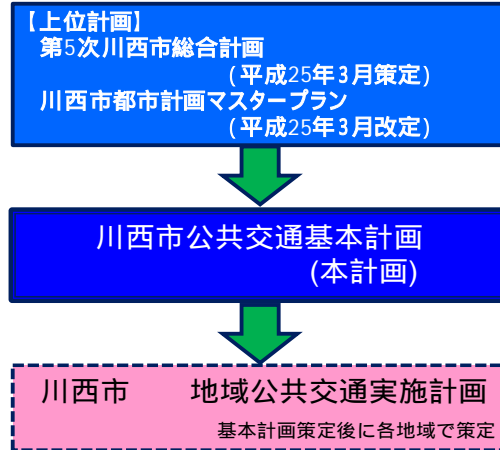 【上位計画】
第5次川西市総合計画
(平成25年3月策定)
川西市都市計画マスタープラン
(平成25年3月改定)
川西市公共交通基本計画
(本計画)
川西市　　地域公共交通実施計画
基本計画策定後に各地域で策定